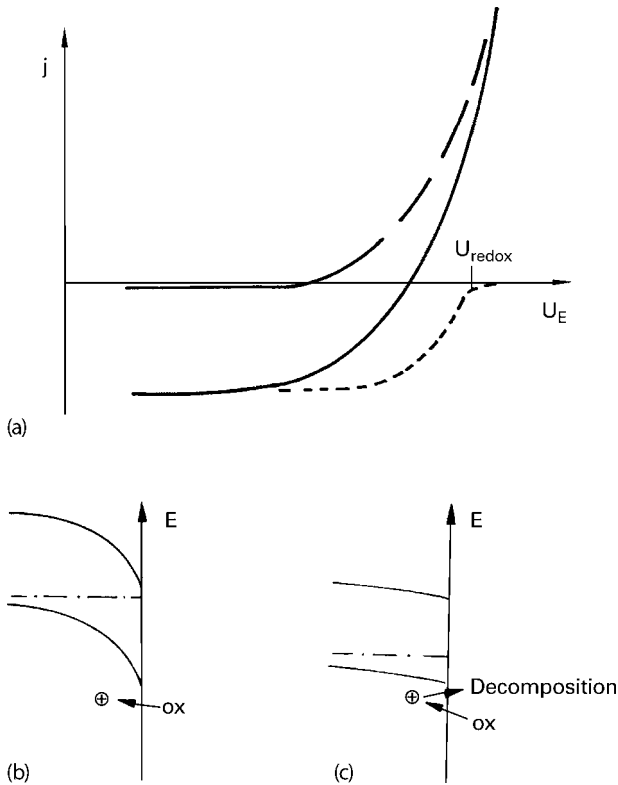 j
U_redox
U_E
(a)
E
⊕
ox
(b)
E
Decomposition
⊕
ox
(c)